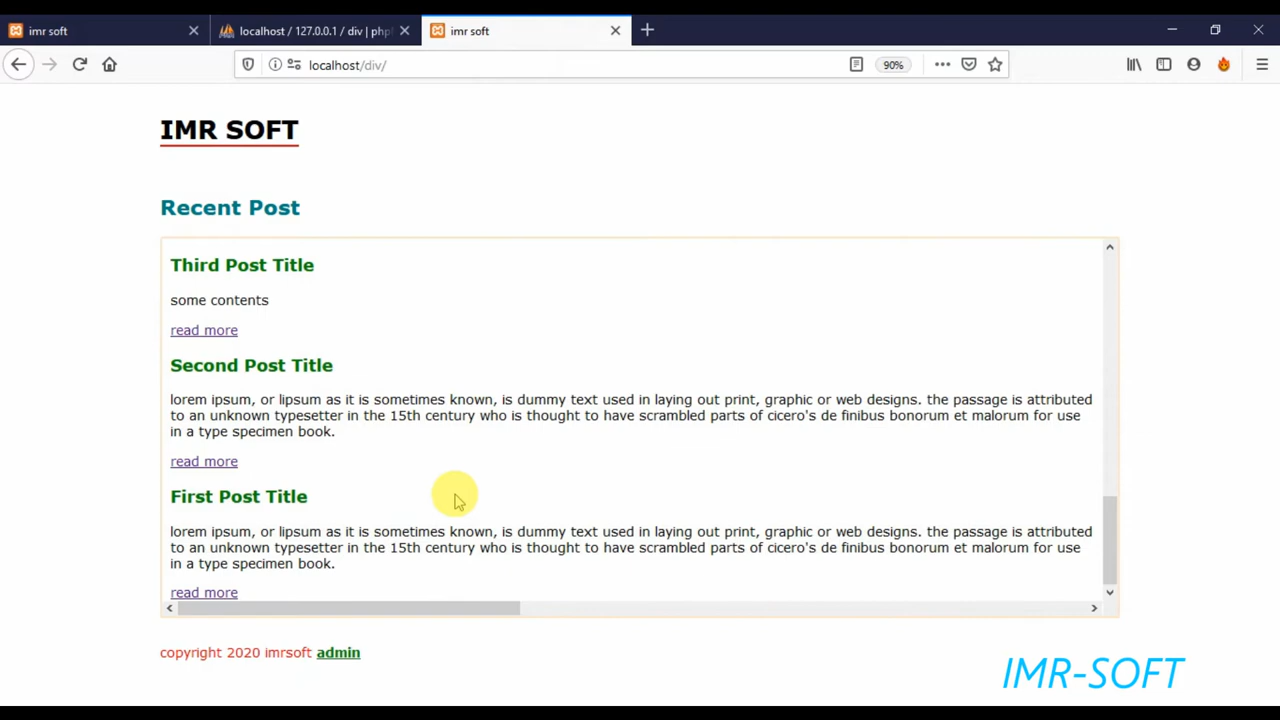 imr soft
localhost / 127.0.0.1 / div | php
imr soft
localhost/div/
90%
IMR SOFT
Recent Post
Third Post Title
some contents
read more
Second Post Title
lorem ipsum, or lipsum as it is sometimes known, is dummy text used in laying out print, graphic or web designs. the passage is attributed
to an unknown typesetter in the 15th century who is thought to have scrambled parts of cicero's de finibus bonorum et malorum for use
in a type specimen book.
read more
First Post Title
lorem ipsum, or lipsum as it is sometimes known, is dummy text used in laying out print, graphic or web designs. the passage is attributed
to an unknown typesetter in the 15th century who is thought to have scrambled parts of cicero's de finibus bonorum et malorum for use
in a type specimen book.
read more
copyright 2020 imrsoft admin
IMR-SOFT